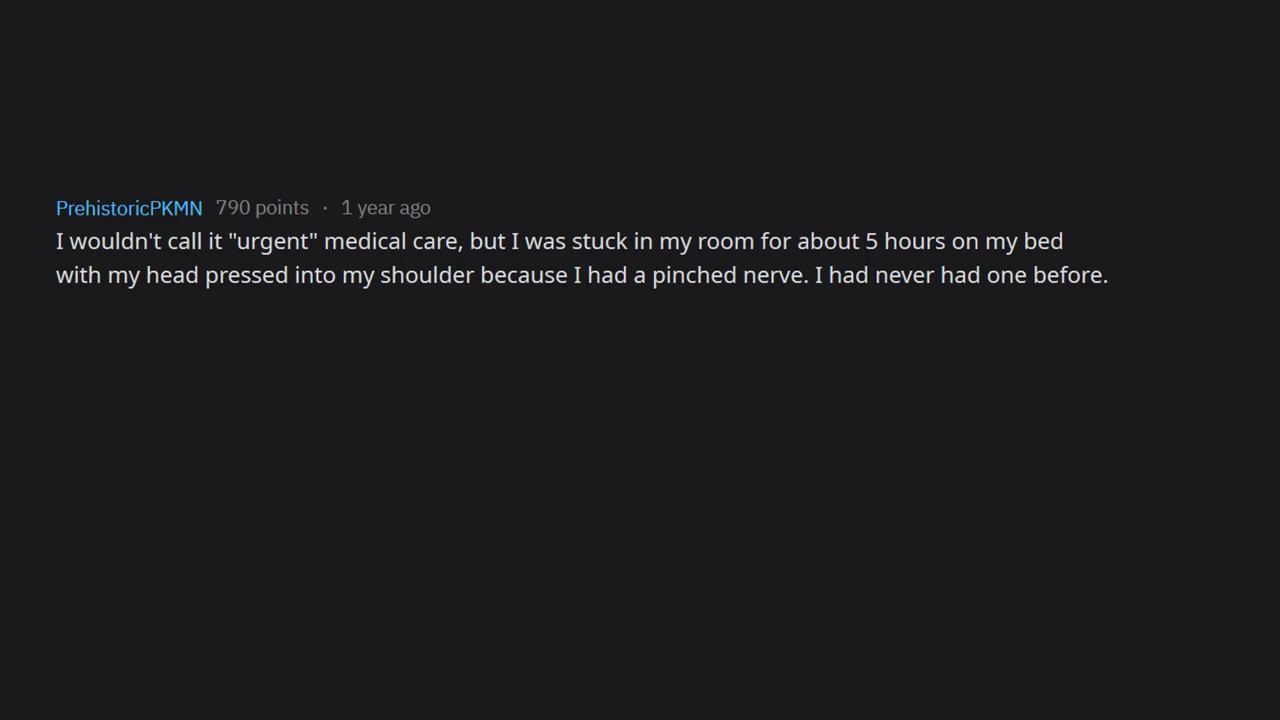 PrehistoricPKMN 790 points · 1 year ago
I wouldn't call it "urgent" medical care, but I was stuck in my room for about 5 hours on my bed
with my head pressed into my shoulder because I had a pinched nerve. I had never had one before.